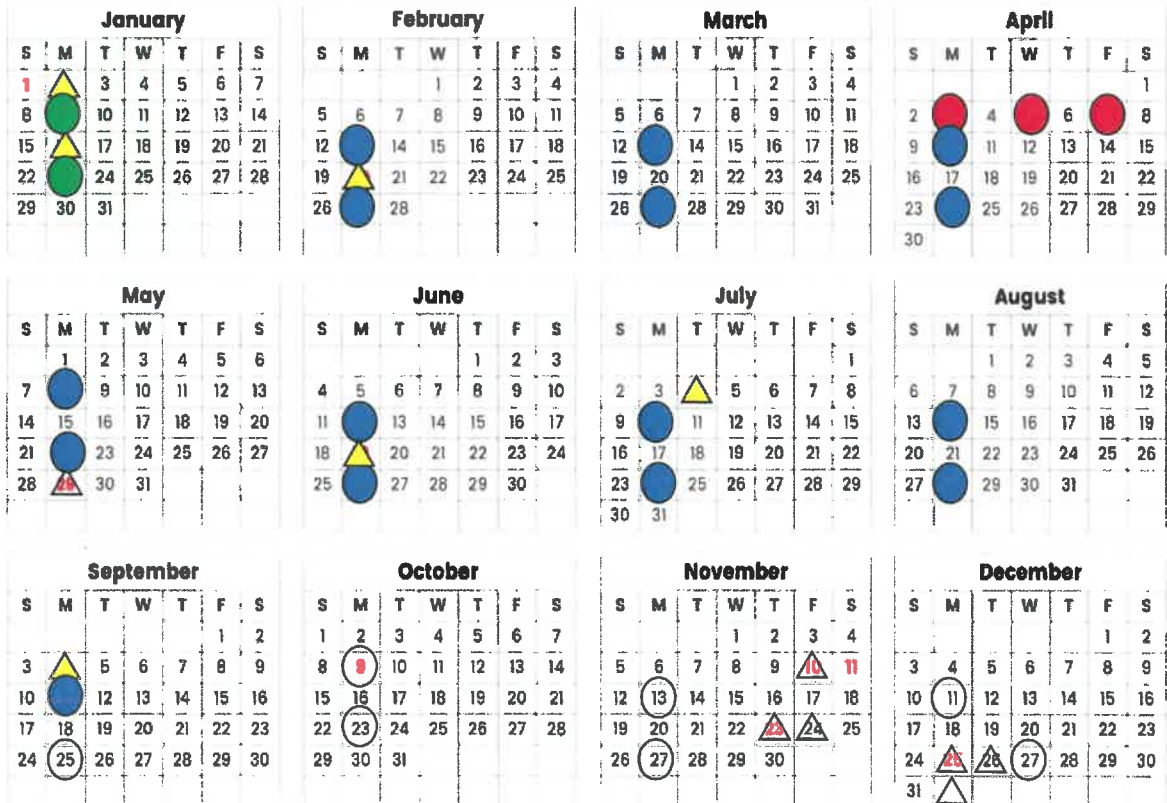 January
S M T W T F S
1 3 4 5 6 7
8 10 11 12 13 14
15 17 18 19 20 21
22 24 25 26 27 28
29 30 31
February
S M T W T F S
1 2 3 4
5 6 7 8 9 10 11
12 14 15 16 17 18
19 21 22 23 24 25
26 28
March
S M T W T F S
1 2 3 4
5 6 7 8 9 10 11
12 14 15 16 17 18
19 20 21 22 23 24 25
26 28 29 30 31
April
S M T W T F S
1
2 4 6 8
9 11 12 13 14 15
16 17 18 19 20 21 22
23 25 26 27 28 29
30
May
S M T W T F S
1 2 3 4 5 6
7 9 10 11 12 13
14 15 16 17 18 19 20
21 23 24 25 26 27
28 29 30 31
June
S M T W T F S
1 2 3
4 5 6 7 8 9 10
11 13 14 15 16 17
18 20 21 22 23 24
25 27 28 29 30
July
S M T W T F S
1
2 3 5 6 7 8
9 11 12 13 14 15
16 17 18 19 20 21 22
23 25 26 27 28 29
30 31
August
S M T W T F S
1 2 3 4 5
6 7 8 9 10 11 12
13 15 16 17 18 19
20 21 22 23 24 25 26
27 29 30 31
September
S M T W T F S
1 2
3 5 6 7 8 9
10 12 13 14 15 16
17 18 19 20 21 22 23
24 25 26 27 28 29 30
October
S M T W T F S
1 2 3 4 5 6 7
8 9 10 11 12 13 14
15 16 17 18 19 20 21
22 23 24 25 26 27 28
29 30 31
November
S M T W T F S
1 2 3 4
5 6 7 8 9 10 11
12 13 14 15 16 17 18
19 20 21 22 23 24 25
26 27 28 29 30
December
S M T W T F S
1 2
3 4 5 6 7 8 9
10 11 12 13 14 15 16
17 18 19 20 21 22 23
24 25 26 27 28 29 30
31